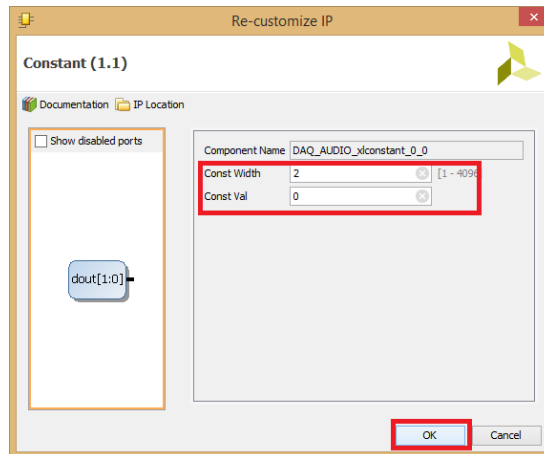 Re-customize IP
Constant (1.1)
Documentation IP Location
Show disabled ports
Component Name DAQ_AUDIO_xlconstant_0_0
Const Width 2 [1 - 4096
Const Val 0
dout[1:0]
OK Cancel